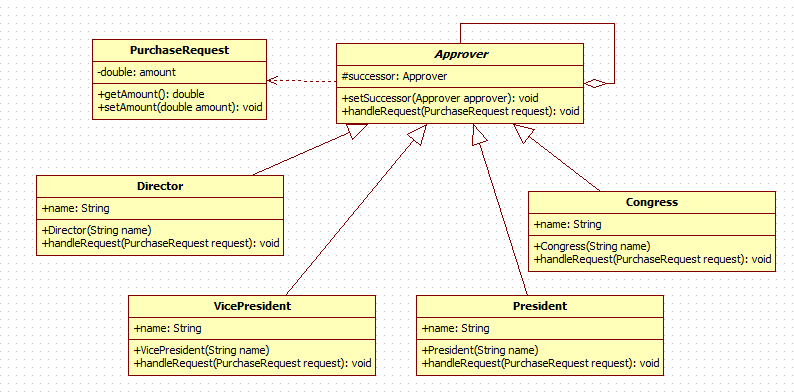 PurchaseRequest
-double: amount
+getAmount(): double
+setAmount(double amount): void
Approver
#successor: Approver
+setSuccessor(Approver approver): void
+handleRequest(PurchaseRequest request): void
Director
+name: String
+Director(String name)
+handleRequest(PurchaseRequest request): void
Congress
+name: String
+Congress(String name)
+handleRequest(PurchaseRequest request): void
VicePresident
+name: String
+VicePresident(String name)
+handleRequest(PurchaseRequest request): void
President
+name: String
+President(String name)
+handleRequest(PurchaseRequest request): void